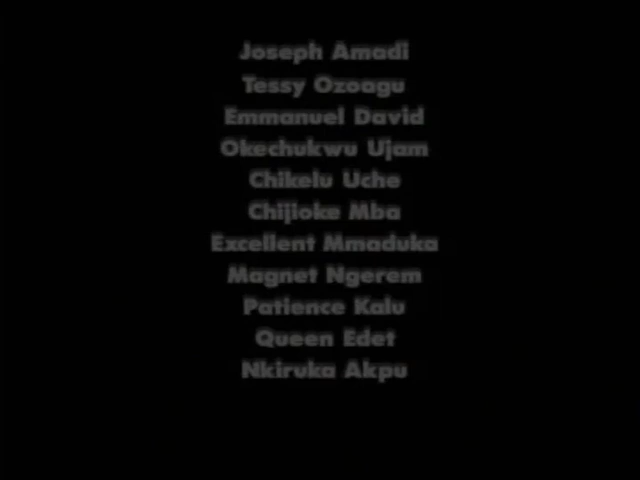 Joseph Amadi
Tessy Ozoagu
Emmanuel David
Okechukwu Ujam
Chikelu Uche
Chijioke Mba
Excellent Mmaduka
Magnet Ngerem
Patience Kalu
Queen Edet
Nkiruka Akpu